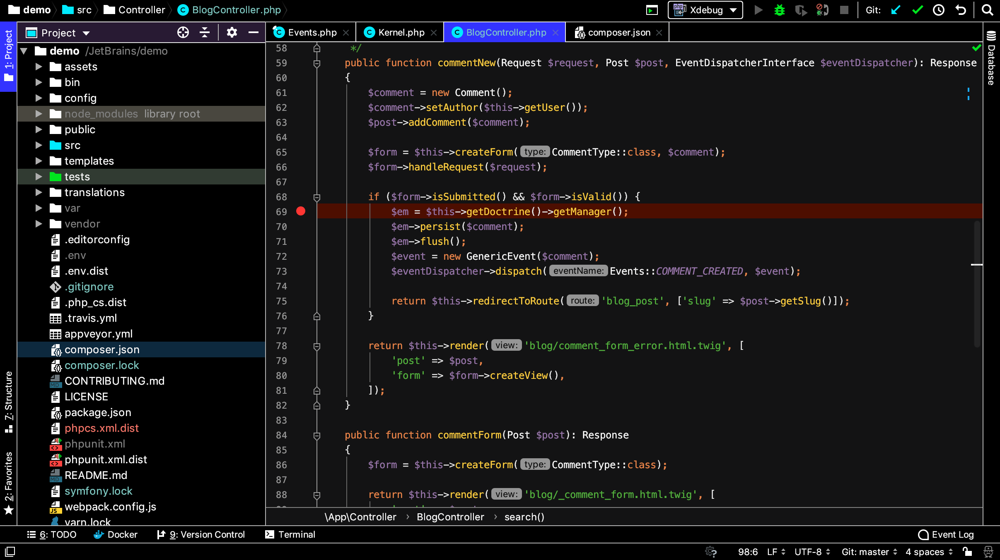 demo src Controller BlogController.php
Xdebug
Git:
1: Project
Project
Events.php
Kernel.php
BlogController.php
composer.json
Database
demo /JetBrains/demo
assets
bin
config
node_modules library root
public
src
templates
tests
translations
var
vendor
.editorconfig
.env
.env.dist
.gitignore
.php_cs.dist
.travis.yml
appveyor.yml
composer.json
composer.lock
CONTRIBUTING.md
LICENSE
package.json
phpcs.xml.dist
phpunit.xml
phpunit.xml.dist
README.md
symfony.lock
webpack.config.js
yarn.lock
7: Structure
2: Favorites
58 */
59 public function commentNew(Request $request, Post $post, EventDispatcherInterface $eventDispatcher): Response
60 {
61 $comment = new Comment();
62 $comment->setAuthor($this->getUser());
63 $post->addComment($comment);
64
65 $form = $this->createForm( type: CommentType::class, $comment);
66 $form->handleRequest($request);
67
68 if ($form->isSubmitted() && $form->isValid()) {
69 $em = $this->getDoctrine()->getManager();
70 $em->persist($comment);
71 $em->flush();
72 $event = new GenericEvent($comment);
73 $eventDispatcher->dispatch( eventName: Events::COMMENT_CREATED, $event);
74
75 return $this->redirectToRoute( route: 'blog_post', ['slug' => $post->getSlug()]);
76 }
77
78 return $this->render( view: 'blog/comment_form_error.html.twig', [
79 'post' => $post,
80 'form' => $form->createView(),
81 ]);
82 }
83
84 public function commentForm(Post $post): Response
85 {
86 $form = $this->createForm( type: CommentType::class);
87
88 return $this->render( view: 'blog/_comment_form.html.twig', [
\App\Controller › BlogController › search()
6: TODO Docker 9: Version Control Terminal Event Log
98:6 LF UTF-8 Git: master 4 spaces